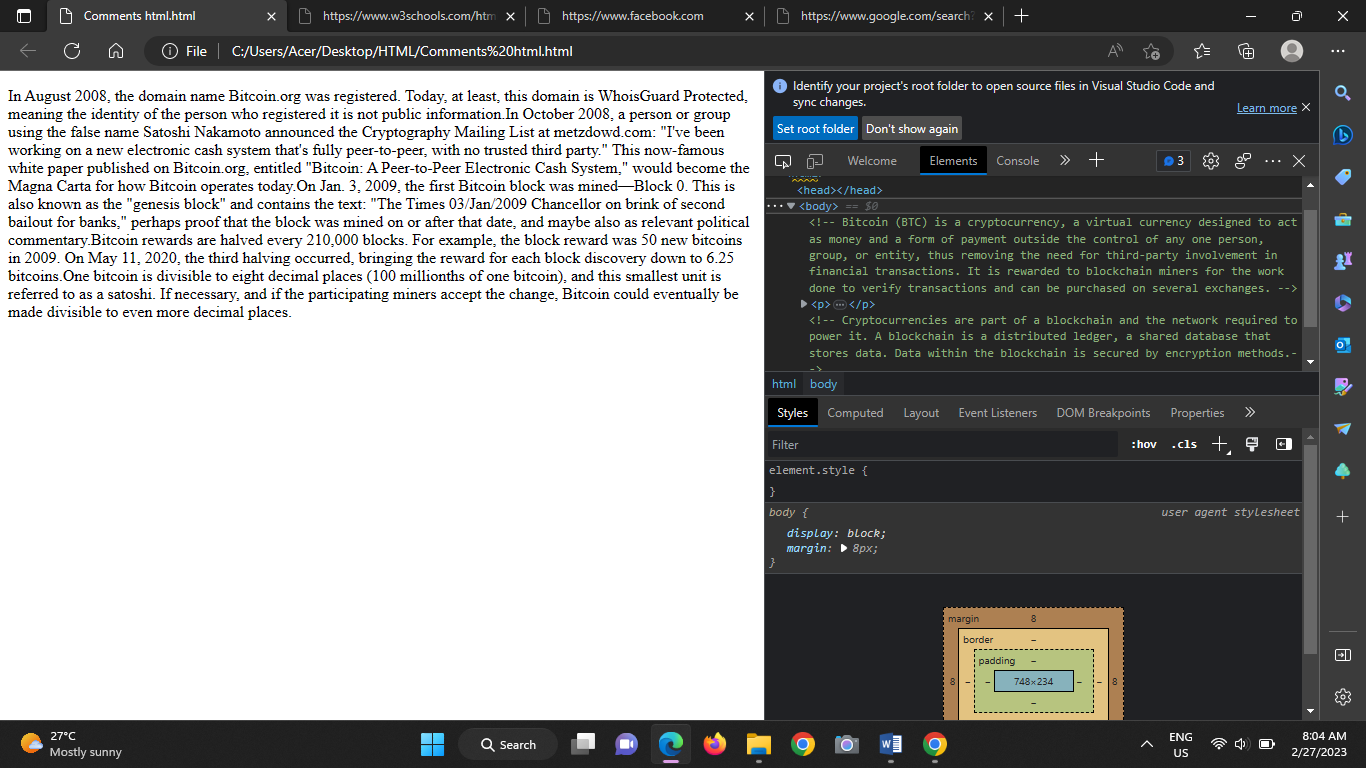 Comments html.html
https://www.w3schools.com/htm
https://www.facebook.com
https://www.google.com/search?
File
C:/Users/Acer/Desktop/HTML/Comments%20html.html
In August 2008, the domain name Bitcoin.org was registered. Today, at least, this domain is WhoisGuard Protected,
meaning the identity of the person who registered it is not public information.In October 2008, a person or group
using the false name Satoshi Nakamoto announced the Cryptography Mailing List at metzdowd.com: "I've been
working on a new electronic cash system that's fully peer-to-peer, with no trusted third party." This now-famous
white paper published on Bitcoin.org, entitled "Bitcoin: A Peer-to-Peer Electronic Cash System," would become the
Magna Carta for how Bitcoin operates today.On Jan. 3, 2009, the first Bitcoin block was mined—Block 0. This is
also known as the "genesis block" and contains the text: "The Times 03/Jan/2009 Chancellor on brink of second
bailout for banks," perhaps proof that the block was mined on or after that date, and maybe also as relevant political
commentary.Bitcoin rewards are halved every 210,000 blocks. For example, the block reward was 50 new bitcoins
in 2009. On May 11, 2020, the third halving occurred, bringing the reward for each block discovery down to 6.25
bitcoins.One bitcoin is divisible to eight decimal places (100 millionths of one bitcoin), and this smallest unit is
referred to as a satoshi. If necessary, and if the participating miners accept the change, Bitcoin could eventually be
made divisible to even more decimal places.
Identify your project's root folder to open source files in Visual Studio Code and
sync changes.
Learn more
Set root folder Don't show again
Welcome Elements Console 3
<head></head>
<body> == $0
<!-- Bitcoin (BTC) is a cryptocurrency, a virtual currency designed to act
as money and a form of payment outside the control of any one person,
group, or entity, thus removing the need for third-party involvement in
financial transactions. It is rewarded to blockchain miners for the work
done to verify transactions and can be purchased on several exchanges. -->
<p>…</p>
<!-- Cryptocurrencies are part of a blockchain and the network required to
power it. A blockchain is a distributed ledger, a shared database that
stores data. Data within the blockchain is secured by encryption methods.-
->
html body
Styles Computed Layout Event Listeners DOM Breakpoints Properties
Filter :hov .cls
element.style {
}
body { user agent stylesheet
display: block;
margin: 8px;
}
margin 8
border –
padding –
8 – – 748×234 – – 8
–
27°C
Mostly sunny
Search
ENG
US
8:04 AM
2/27/2023